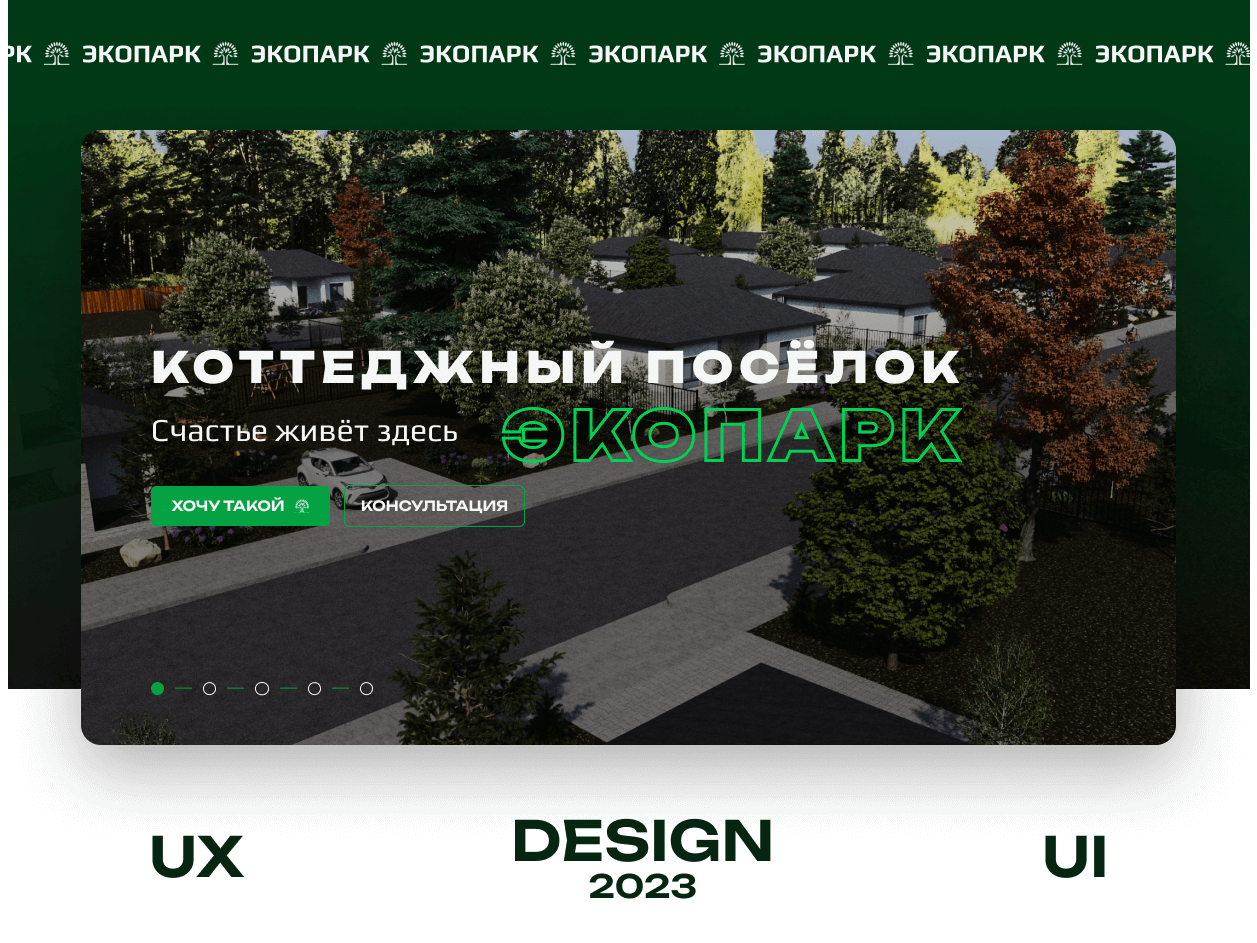 РК ЭКОПАРК ЭКОПАРК ЭКОПАРК ЭКОПАРК ЭКОПАРК ЭКОПАРК ЭКОПАРК
КОТТЕДЖНЫЙ ПОСЁЛОК
Счастье живёт здесь ЭКОПАРК
ХОЧУ ТАКОЙ КОНСУЛЬТАЦИЯ
UX DESIGN UI
2023